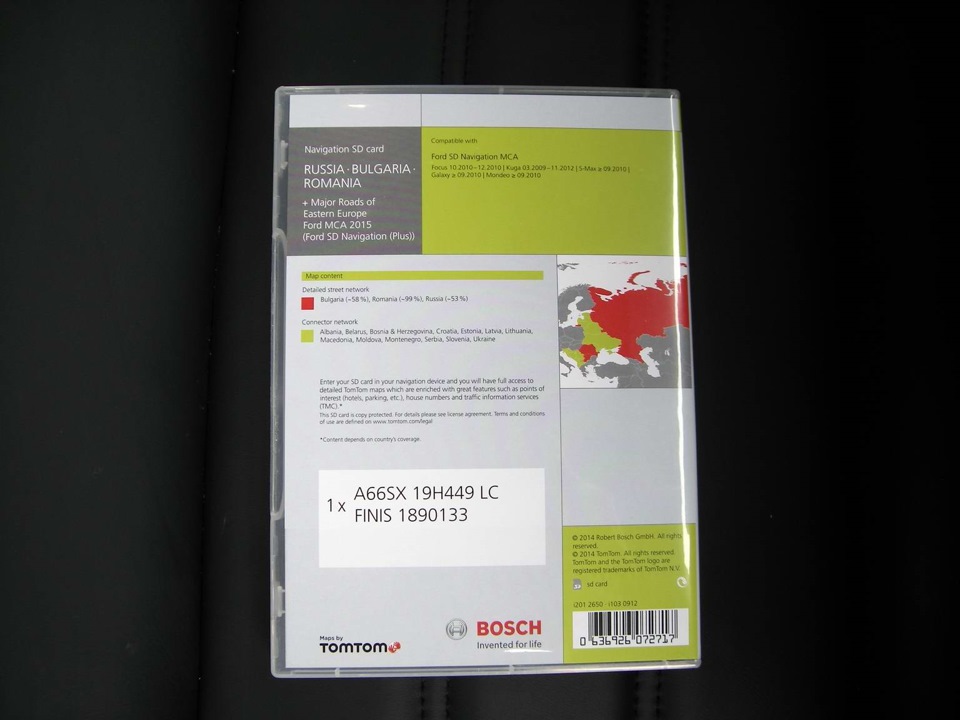 Navigation SD card
RUSSIA · BULGARIA ·
ROMANIA
+ Major Roads of
Eastern Europe
Ford MCA 2015
(Ford SD Navigation (Plus))
Compatible with
Ford SD Navigation MCA
Focus 10.2010–12.2010 | Kuga 03.2009–11.2012 | S-Max ≥ 09.2010 |
Galaxy ≥ 09.2010 | Mondeo ≥ 09.2010
Map content
Detailed street network
Bulgaria (~58 %), Romania (~99 %), Russia (~53 %)
Connector network
Albania, Belarus, Bosnia & Herzegovina, Croatia, Estonia, Latvia, Lithuania,
Macedonia, Moldova, Montenegro, Serbia, Slovenia, Ukraine
Enter your SD card in your navigation device and you will have full access to
detailed TomTom maps which are enriched with great features such as points of
interest (hotels, parking, etc.), house numbers and traffic information services
(TMC).*
This SD card is copy protected. For details please see license agreement. Terms and conditions
of use are defined on www.tomtom.com/legal
*Content depends on country's coverage.
1 x
A66SX 19H449 LC
FINIS 1890133
© 2014 Robert Bosch GmbH. All rights
reserved.
© 2014 TomTom. All rights reserved.
TomTom and the TomTom logo are
registered trademarks of TomTom N.V.
sd card
i201 2650 i103 0912
0 636926 072717
Maps by
TOMTOM
BOSCH
Invented for life